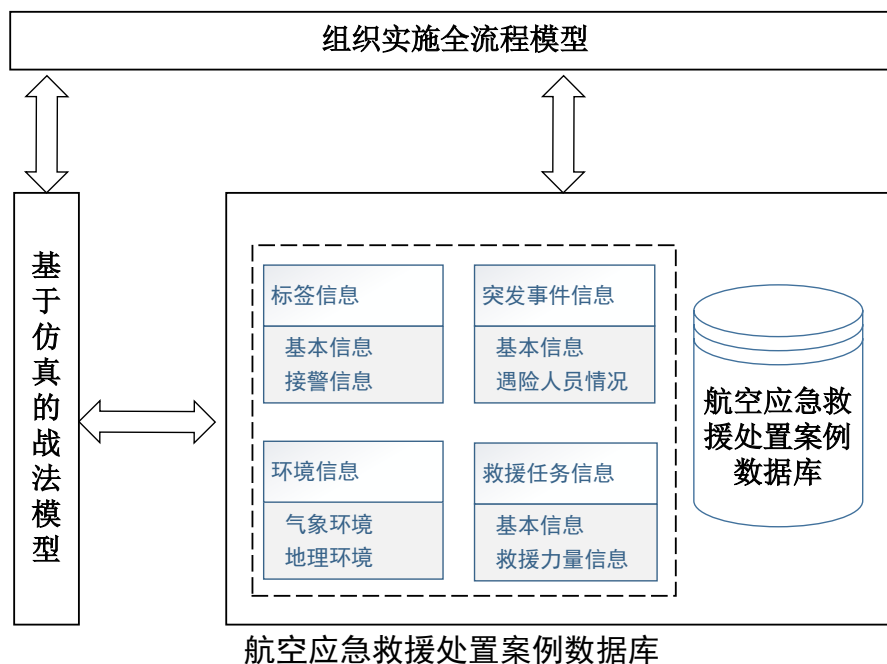 组织实施全流程模型
基于仿真的战法模型
标签信息
基本信息
接警信息
突发事件信息
基本信息
遇险人员情况
环境信息
气象环境
地理环境
救援任务信息
基本信息
救援力量信息
航空应急救
援处置案例
数据库
航空应急救援处置案例数据库